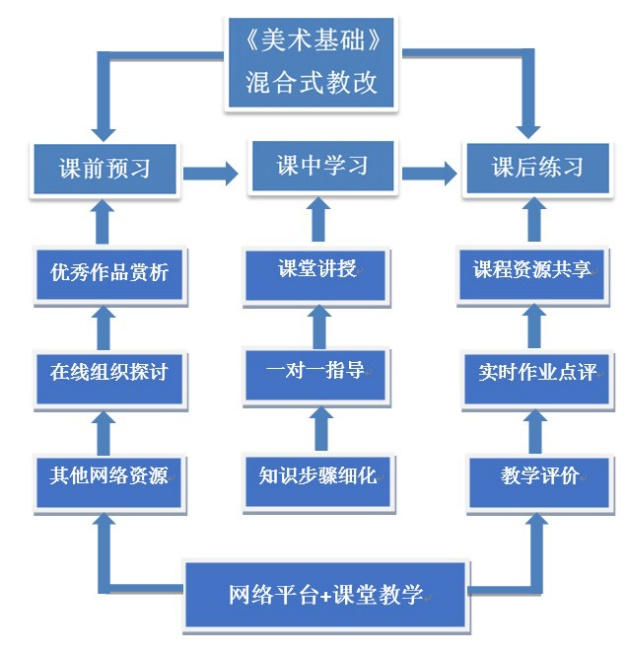 《美术基础》
混合式教改
课前预习
课中学习
课后练习
优秀作品赏析
课堂讲授
课程资源共享
在线组织探讨
一对一指导
实时作业点评
其他网络资源
知识步骤细化
教学评价
网络平台+课堂教学